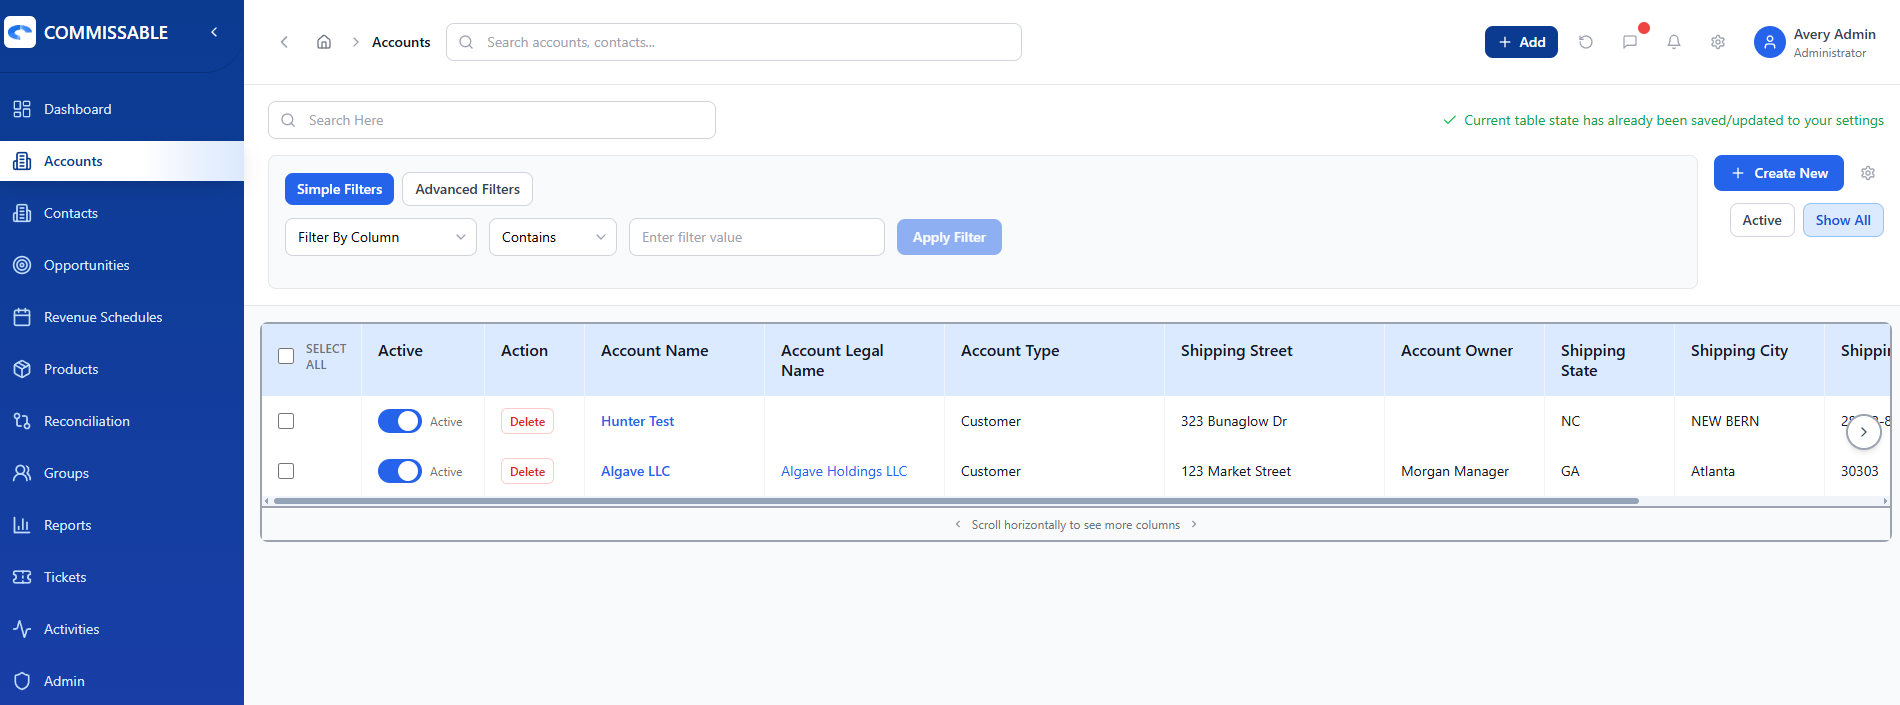 COMMISSABLE
Dashboard
Accounts
Contacts
Opportunities
Revenue Schedules
Products
Reconciliation
Groups
Reports
Tickets
Activities
Admin
Accounts
Search accounts, contacts...
Add
Avery Admin
Administrator
Search Here
Current table state has already been saved/updated to your settings
Simple Filters
Advanced Filters
Create New
Filter By Column
Contains
Enter filter value
Apply Filter
Active
Show All
SELECT ALL
Active
Action
Account Name
Account Legal Name
Account Type
Shipping Street
Account Owner
Shipping State
Shipping City
Active
Delete
Hunter Test
Customer
323 Bunaglow Dr
NC
NEW BERN
Active
Delete
Algave LLC
Algave Holdings LLC
Customer
123 Market Street
Morgan Manager
GA
Atlanta
30303
Scroll horizontally to see more columns